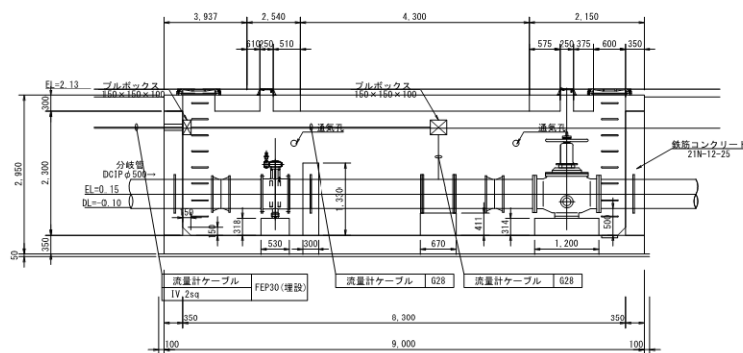 3,937 2,540 4,300 2,150
610 250 510 575 250 375 600 350
EL=2.13
プルボックス
150×150×100
プルボックス
150×150×100
300
通気孔
通気孔
鉄筋コンクリート
21N-12-25
2,950
2,300
分岐管
DCIPφ500→
EL=0.15
DL=-0.10
1,330
150
150
318
411
314
500
350
50
530 300 670 1,200
流量計ケーブル
IV 2sq
FEP30(埋設)
流量計ケーブル G28
流量計ケーブル G28
350 8,300 350
100 9,000 100